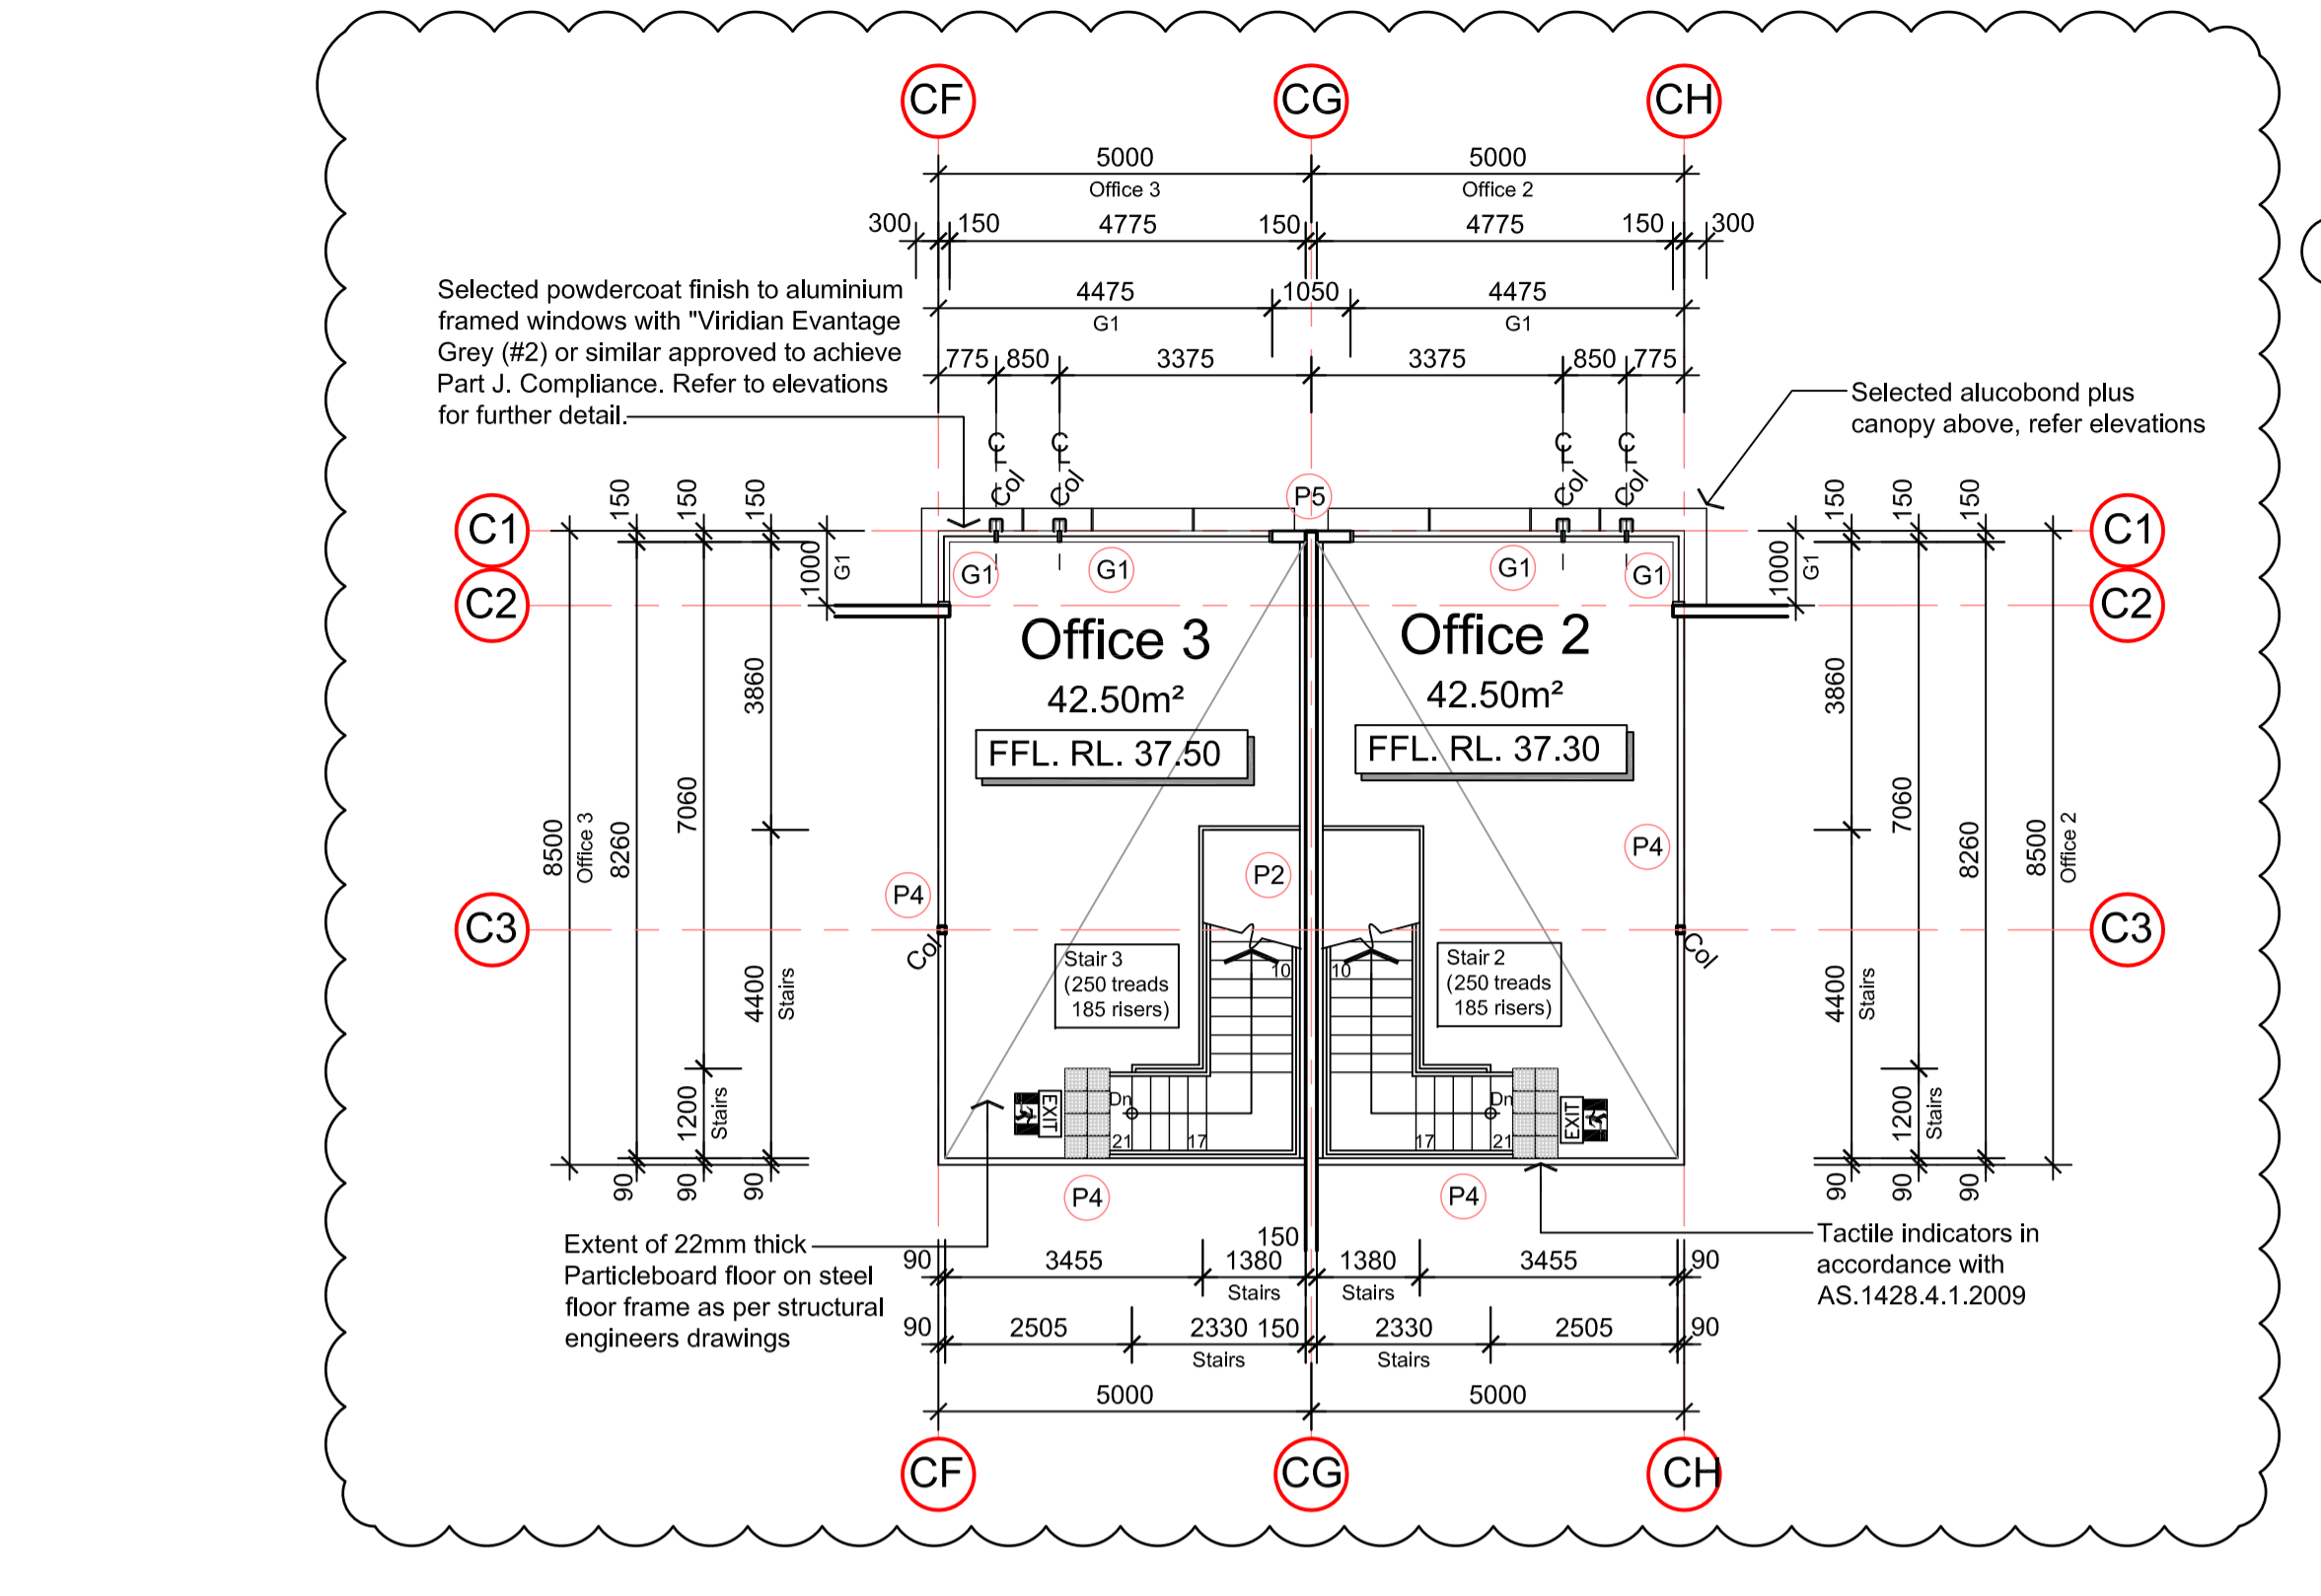 CF
CG
CH
5000
5000
Office 3
Office 2
300
150
4775
150
4775
150
300
4475
1050
4475
G1
G1
775
850
3375
3375
850
775
Selected powdercoat finish to aluminium
framed windows with "Viridian Evantage
Grey (#2) or similar approved to achieve
Part J. Compliance. Refer to elevations
for further detail.
Selected alucobond plus
canopy above, refer elevations
CL Col
CL Col
CL Col
CL Col
P5
150
150
150
150
150
150
C1
C1
1000
G1
1000
G1
G1
G1
G1
G1
C2
C2
Office 3
42.50m²
FFL. RL. 37.50
Office 2
42.50m²
FFL. RL. 37.30
3860
3860
7060
7060
8500
Office 3
8260
8260
8500
Office 2
P4
P2
P4
C3
C3
Col
Col
Stair 3
(250 treads
185 risers)
Stair 2
(250 treads
185 risers)
10
10
4400
Stairs
4400
Stairs
1200
Stairs
1200
Stairs
EXIT
Dn
21
17
17
Dn
21
EXIT
90
90
90
90
90
90
P4
P4
Extent of 22mm thick
Particleboard floor on steel
floor frame as per structural
engineers drawings
Tactile indicators in
accordance with
AS.1428.4.1.2009
90
3455
1380
Stairs
150
1380
Stairs
3455
90
90
2505
2330
Stairs
150
2330
Stairs
2505
90
5000
5000
CF
CG
CH